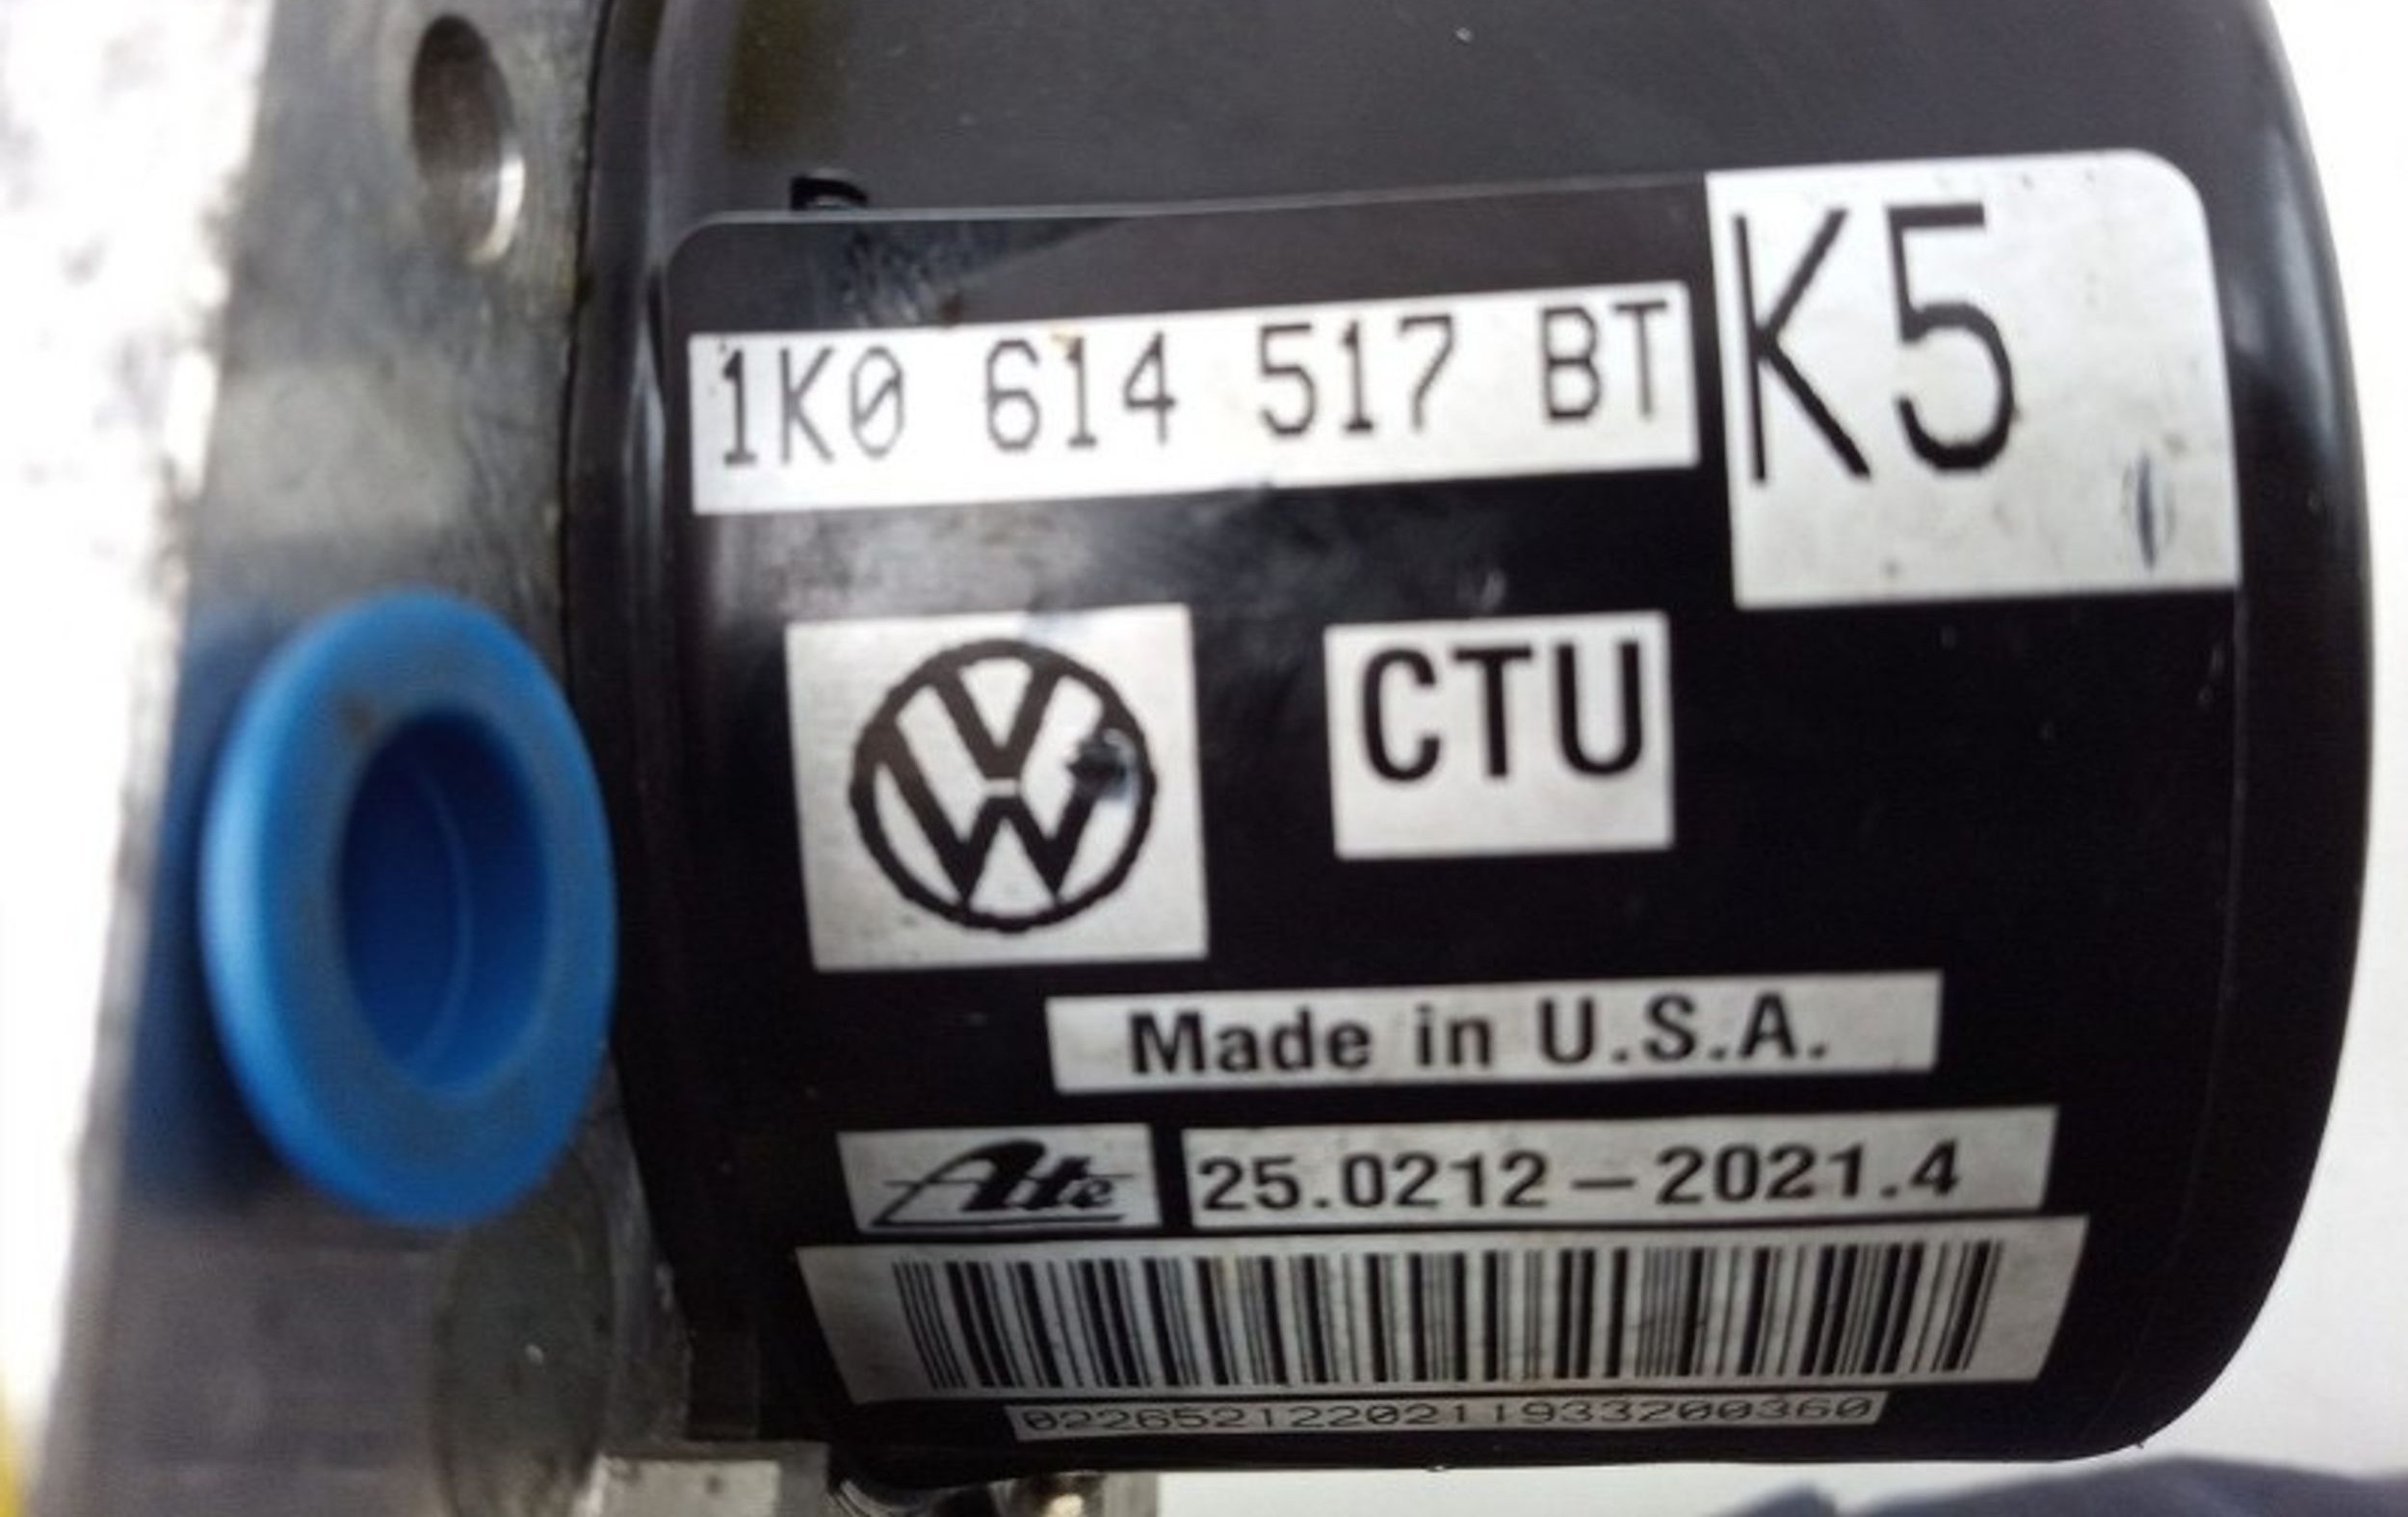 1K0 614 517 BT
K5
CTU
Made in U.S.A.
Ate 25.0212-2021.4
0226521220211933200360